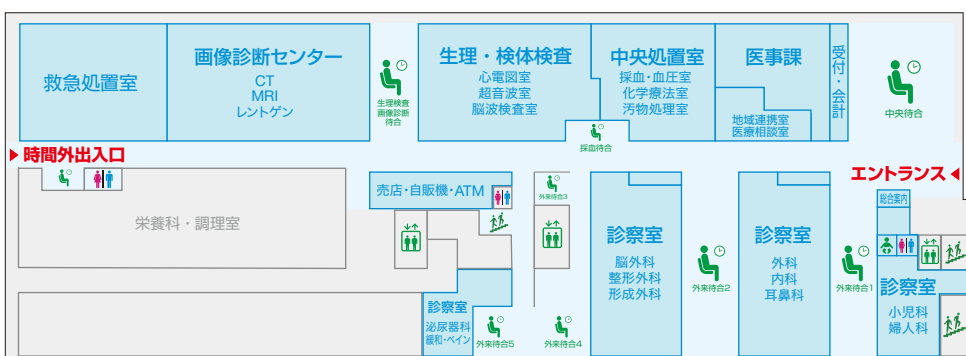 救急処置室
画像診断センター
CT
MRI
レントゲン
生理検査
画像診断
待合
生理・検体検査
心電図室
超音波室
脳波検査室
採血待合
中央処置室
採血・血圧室
化学療法室
汚物処理室
医事課
地域連携室
医療相談室
受付・会計
中央待合
時間外出入口
エントランス
栄養科・調理室
売店・自販機・ATM
外来待合3
診察室
脳外科
整形外科
形成外科
外来待合2
診察室
外科
内科
耳鼻科
外来待合1
総合案内
診察室
小児科
婦人科
診察室
泌尿器科
緩和・ペイン
外来待合5
外来待合4